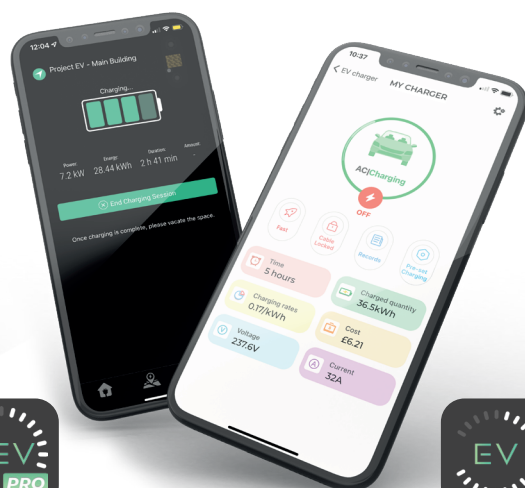 12:04
Project EV - Main Building
Charging...
Power
7.2 kW
Energy
28.44 kWh
Duration
2 h 41 min
Amount
-
End Charging Session
Once charging is complete, please vacate the space.
10:37
EV charger
MY CHARGER
AC|Charging
OFF
Fast
Cable
Locked
Records
Pre-set
Charging
Time
5 hours
Charged quantity
36.5kWh
Charging rates
0.17/kWh
Cost
£6.21
Voltage
237.6V
Current
32A
EV
PRO
EV